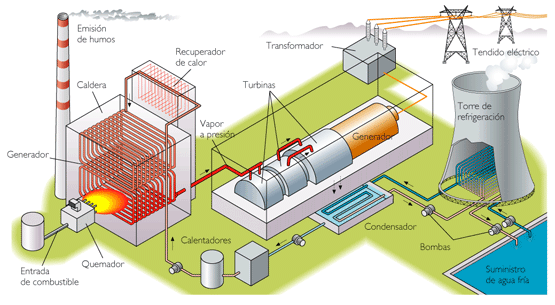 Emisión
de humos
Recuperador
de calor
Transformador
Tendido eléctrico
Caldera
Turbinas
Torre de
refrigeración
Vapor
a presión
Generador
Generador
Calentadores
Condensador
Bombas
Entrada
de combustible
Quemador
Suministro
de agua fría